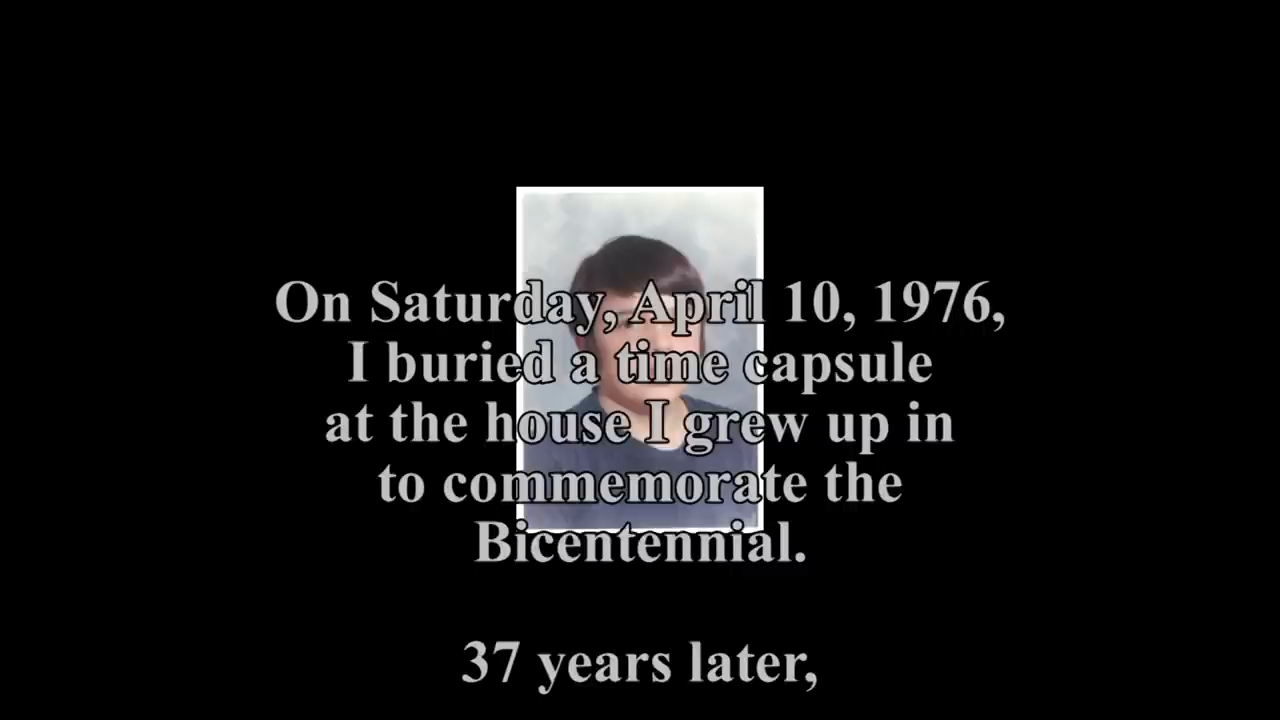 On Saturday, April 10, 1976,
I buried a time capsule
at the house I grew up in
to commemorate the
Bicentennial.
37 years later,